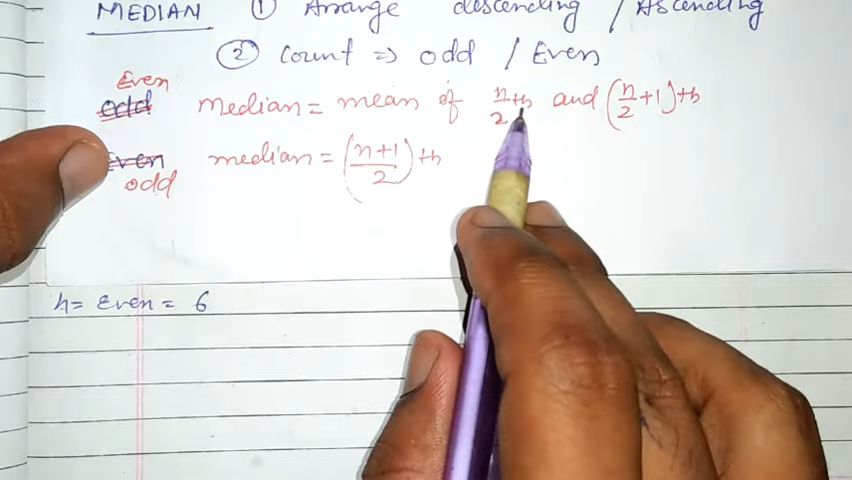 MEDIAN ① Arrange descending / Ascending
② Count ⇒ odd / Even
Even
odd median = mean of n/2 th and (n/2 + 1) th
Even median = (n+1/2) th
odd
n = Even = 6